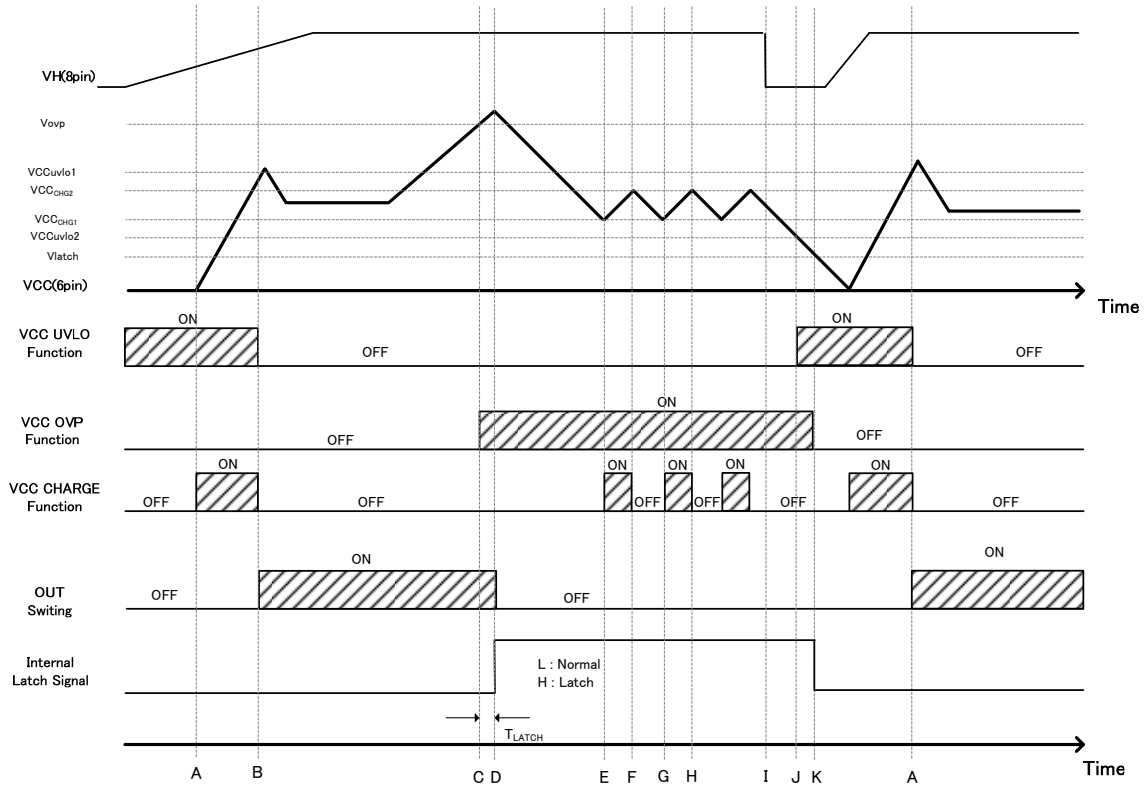 VH(8pin)
Vovp
VCCuvlo1
VCCCHG2
VCCCHG1
VCCuvlo2
Vlatch
VCC(6pin)
Time
VCC UVLO
Function
ON
OFF
ON
OFF
VCC OVP
Function
OFF
ON
OFF
VCC CHARGE
Function
OFF
ON
OFF
ON
OFF
ON
OFF
ON
OFF
ON
OFF
OUT
Switing
OFF
ON
OFF
ON
Internal
Latch Signal
L : Normal
H : Latch
TLATCH
Time
A B C D E F G H I J K A